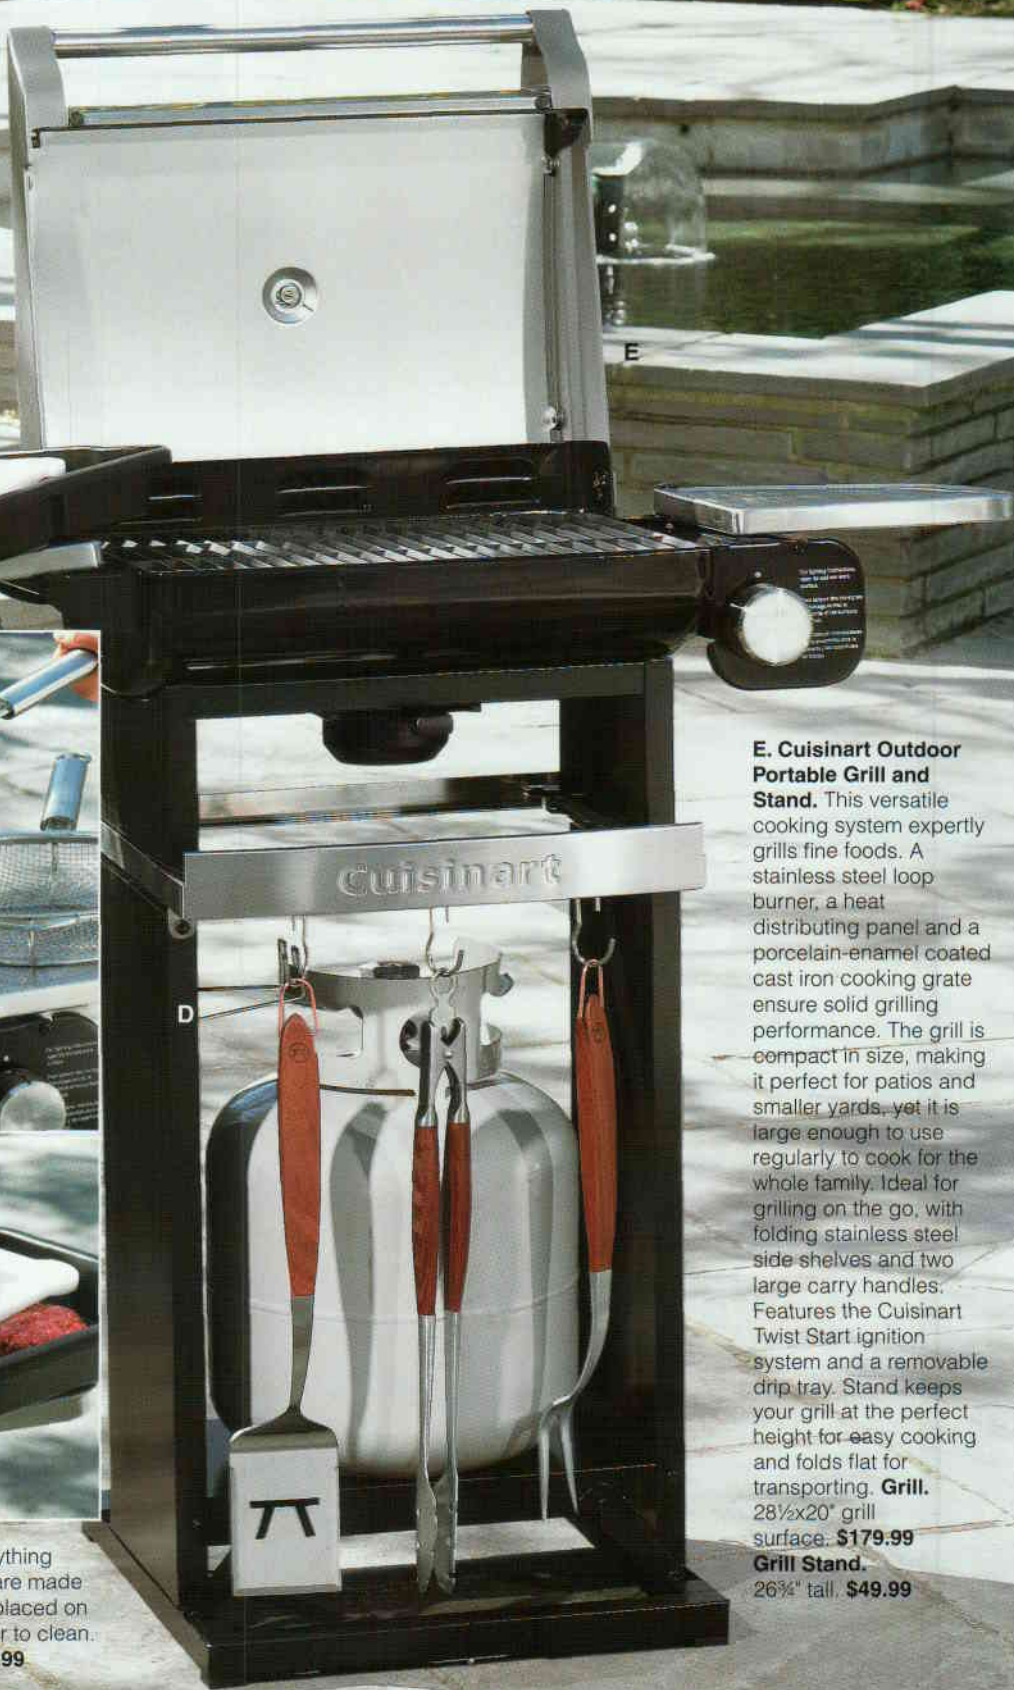 E
Cuisinart
D
E. Cuisinart Outdoor
Portable Grill and
Stand. This versatile
cooking system expertly
grills fine foods. A
stainless steel loop
burner, a heat
distributing panel and a
porcelain-enamel coated
cast iron cooking grate
ensure solid grilling
performance. The grill is
compact in size, making
it perfect for patios and
smaller yards, yet it is
large enough to use
regularly to cook for the
whole family. Ideal for
grilling on the go, with
folding stainless steel
side shelves and two
large carry handles.
Features the Cuisinart
Twist Start ignition
system and a removable
drip tray. Stand keeps
your grill at the perfect
height for easy cooking
and folds flat for
transporting. Grill.
28½x20" grill
surface. $179.99
Grill Stand.
26¾" tall. $49.99
ything
are made
placed on
r to clean.
99